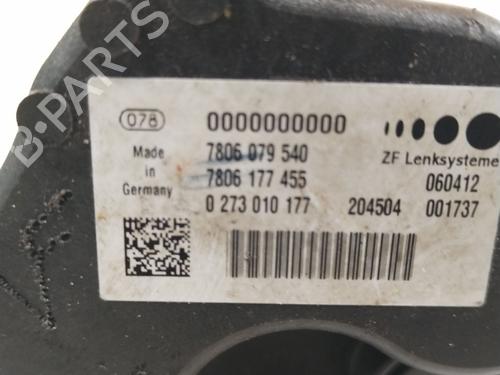 B-PARTS
078 0000000000
Made in Germany 7806 079 540 ZF Lenksysteme
7806 177 455 060412
0 273 010 177 204504 001737